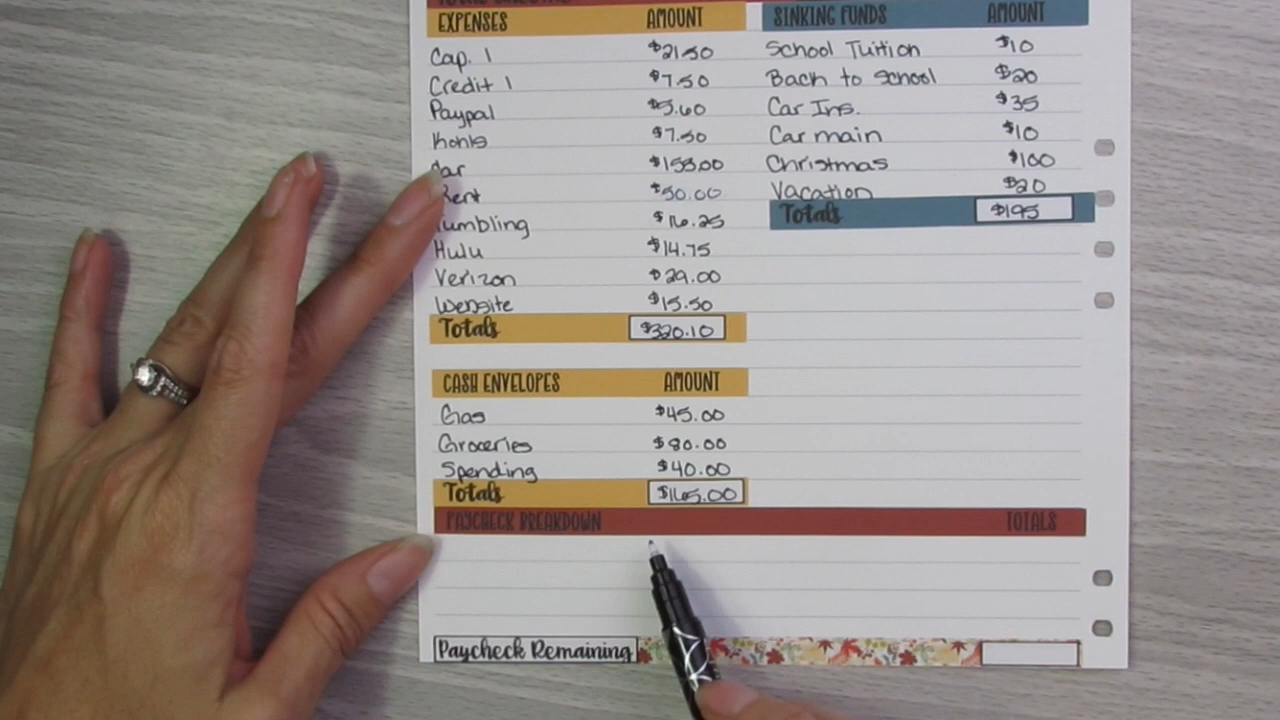 EXPENSES AMOUNT
Cap. 1 $21.50
Credit 1 $7.50
Paypal $5.60
Kohls $7.50
Car
Rent $50.00
Tumbling $16.25
Hulu $14.75
Verizon $29.00
Website $15.50
Totals $320.10
CASH ENVELOPES AMOUNT
Gas $45.00
Groceries $80.00
Spending $40.00
Totals $165.00
SINKING FUNDS AMOUNT
School Tuition $10
Back to School $20
Car Ins. $35
Car main $10
Christmas $100
Vacation $20
Totals $195
PAYCHECK BREAKDOWN TOTALS
Paycheck Remaining